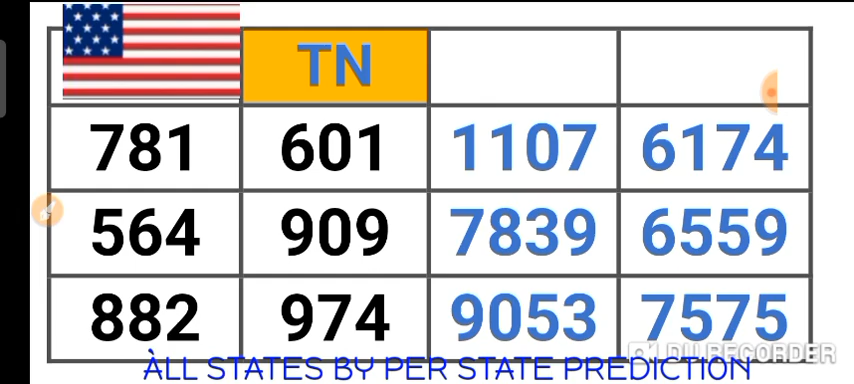 TN
781 601 1107 6174
564 909 7839 6559
882 974 9053 7575
ÀLL STATES BY PER STATE PREDICTION
DU RECORDER